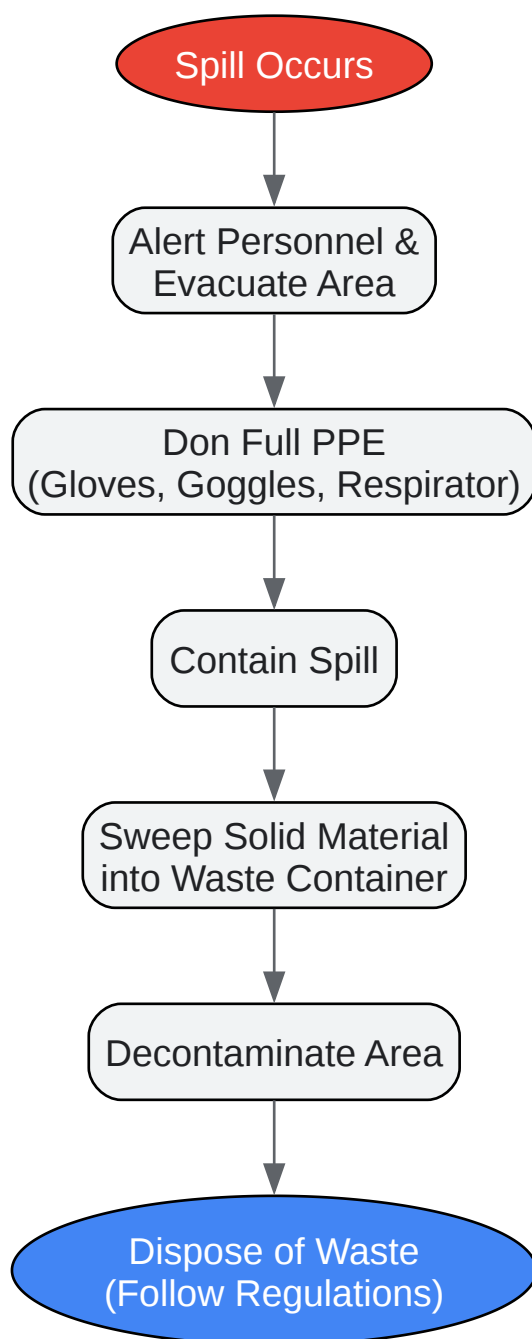 Spill Occurs
Alert Personnel &
Evacuate Area
Don Full PPE
(Gloves, Goggles, Respirator)
Contain Spill
Sweep Solid Material
into Waste Container
Decontaminate Area
Dispose of Waste
(Follow Regulations)